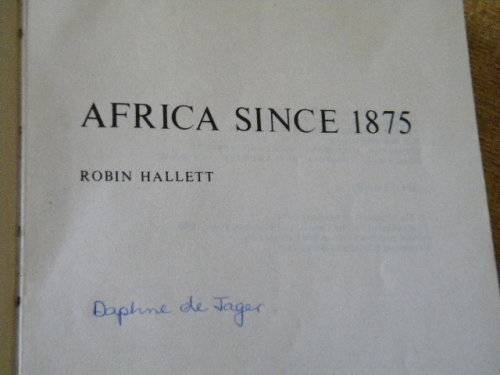 AFRICA SINCE 1875
ROBIN HALLETT
Daphne de Jager